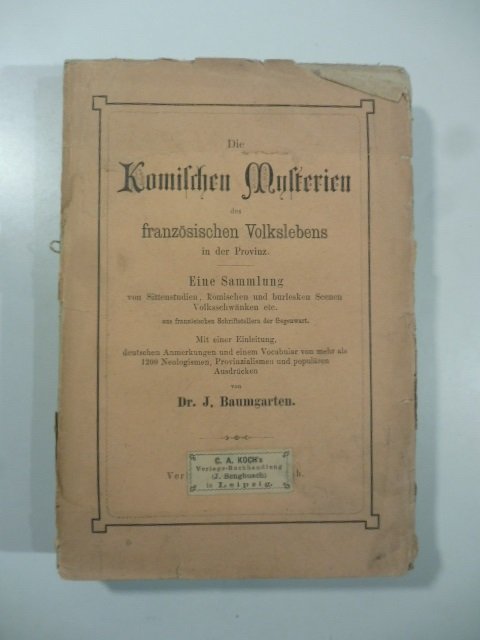 Die
Komischen Mysterien
des
französischen Volkslebens
in der Provinz.
Eine Sammlung
von Sittenstudien, komischen und burlesken Scenen
Volksschwänken etc.
aus französischen Schriftstellern der Gegenwart.
Mit einer Einleitung,
deutschen Anmerkungen und einem Vocabular von mehr als
1200 Neologismen, Provinzialismen und populären
Ausdrücken
von
Dr. J. Baumgarten.
C. A. KOCH's
Verlags-Buchhandlung
(J. Sengbusch)
in Leipzig.